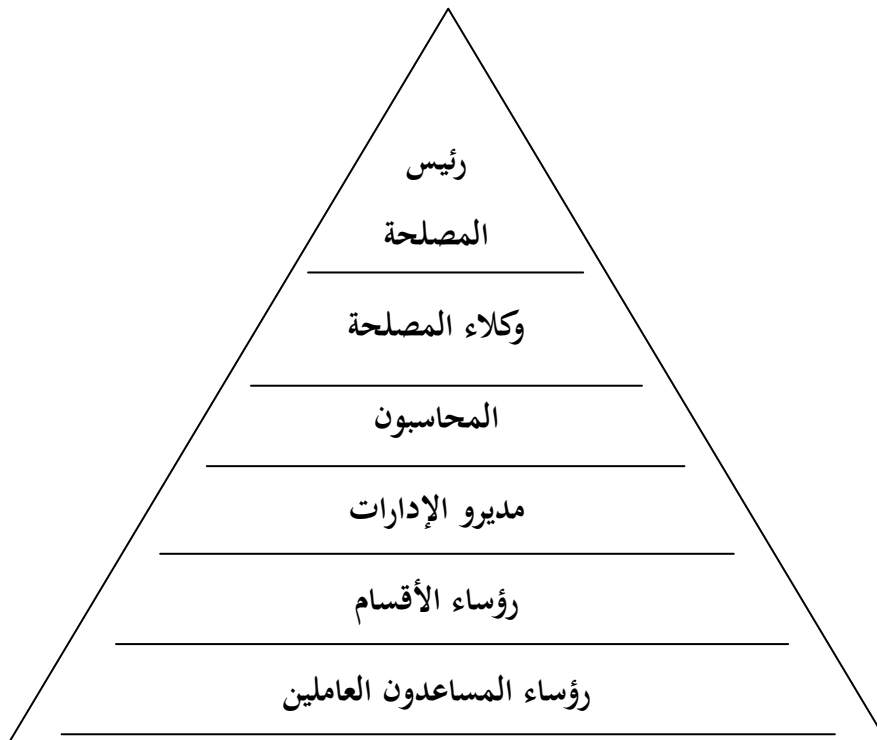 رئيس
المصلحة
وكلاء المصلحة
المحاسبون
مديرو الإدارات
رؤساء الأقسام
رؤساء المساعدون العاملين